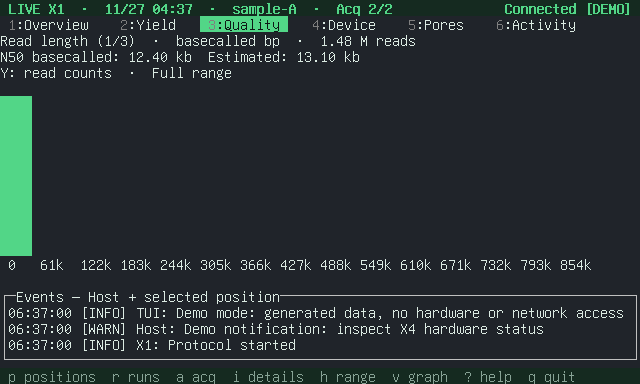 LIVE X1 · 11/27 04:37 · sample-A · Acq 2/2 Connected [DEMO]
1:Overview 2:Yield 3:Quality 4:Device 5:Pores 6:Activity
Read length (1/3) · basecalled bp · 1.48 M reads
N50 basecalled: 12.40 kb Estimated: 13.10 kb
Y: read counts · Full range
0 61k 122k 183k 244k 305k 366k 427k 488k 549k 610k 671k 732k 793k 854k
Events — Host + selected position
06:37:00 [INFO] TUI: Demo mode: generated data, no hardware or network access
06:37:00 [WARN] Host: Demo notification: inspect X4 hardware status
06:37:00 [INFO] X1: Protocol started
p positions r runs a acq i details h range v graph ? help q quit